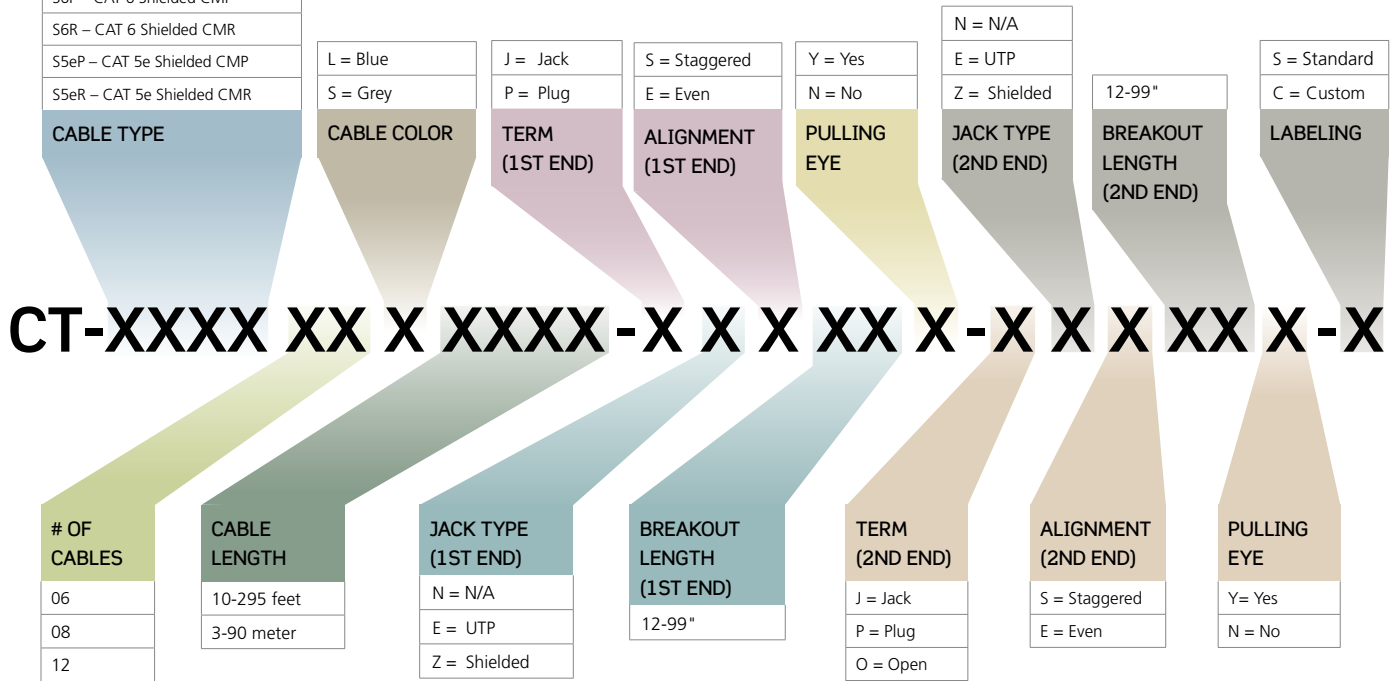 S6R – CAT 6 Shielded CMR
S5eP – CAT 5e Shielded CMP
S5eR – CAT 5e Shielded CMR
CABLE TYPE
L = Blue
S = Grey
CABLE COLOR
J = Jack
P = Plug
TERM
(1ST END)
S = Staggered
E = Even
ALIGNMENT
(1ST END)
Y = Yes
N = No
PULLING
EYE
N = N/A
E = UTP
Z = Shielded
JACK TYPE
(2ND END)
12-99"
BREAKOUT
LENGTH
(2ND END)
S = Standard
C = Custom
LABELING
CT-XXXX XX X XXXX-X X X XX X-X X X XX X-X
# OF
CABLES
06
08
12
CABLE
LENGTH
10-295 feet
3-90 meter
JACK TYPE
(1ST END)
N = N/A
E = UTP
Z = Shielded
BREAKOUT
LENGTH
(1ST END)
12-99"
TERM
(2ND END)
J = Jack
P = Plug
O = Open
ALIGNMENT
(2ND END)
S = Staggered
E = Even
PULLING
EYE
Y= Yes
N = No